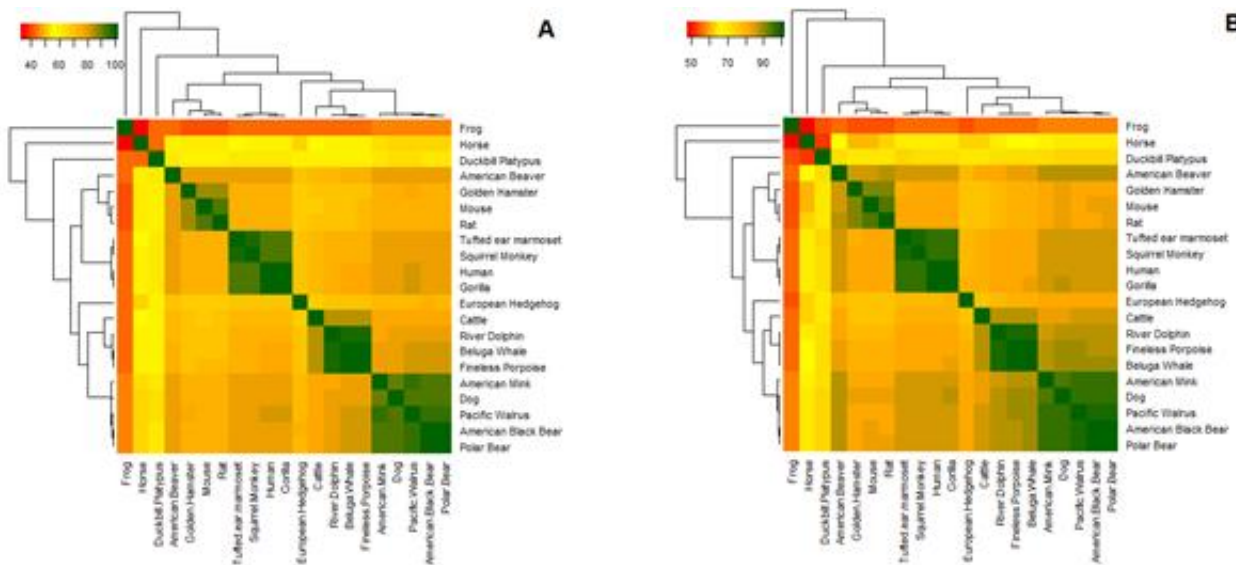 A
40 60 80 100
Frog
Horse
Duckbill Platypus
American Beaver
Golden Hamster
Mouse
Rat
Tufted ear marmoset
Squirrel Monkey
Human
Gorilla
European Hedgehog
Cattle
River Dolphin
Beluga Whale
Fineless Porpoise
American Mink
Dog
Pacific Walrus
American Black Bear
Polar Bear
Frog
Horse
Duckbill Platypus
American Beaver
Golden Hamster
Mouse
Rat
Tufted ear marmoset
Squirrel Monkey
Human
Gorilla
European Hedgehog
Cattle
River Dolphin
Beluga Whale
Fineless Porpoise
American Mink
Dog
Pacific Walrus
American Black Bear
Polar Bear
B
50 70 90
Frog
Horse
Duckbill Platypus
American Beaver
Golden Hamster
Mouse
Rat
Tufted ear marmoset
Squirrel Monkey
Human
Gorilla
European Hedgehog
Cattle
River Dolphin
Fineless Porpoise
Beluga Whale
American Mink
Dog
Pacific Walrus
American Black Bear
Polar Bear
Frog
Horse
Duckbill Platypus
American Beaver
Golden Hamster
Mouse
Rat
Tufted ear marmoset
Squirrel Monkey
Human
Gorilla
European Hedgehog
Cattle
River Dolphin
Fineless Porpoise
Beluga Whale
American Mink
Dog
Pacific Walrus
American Black Bear
Polar Bear